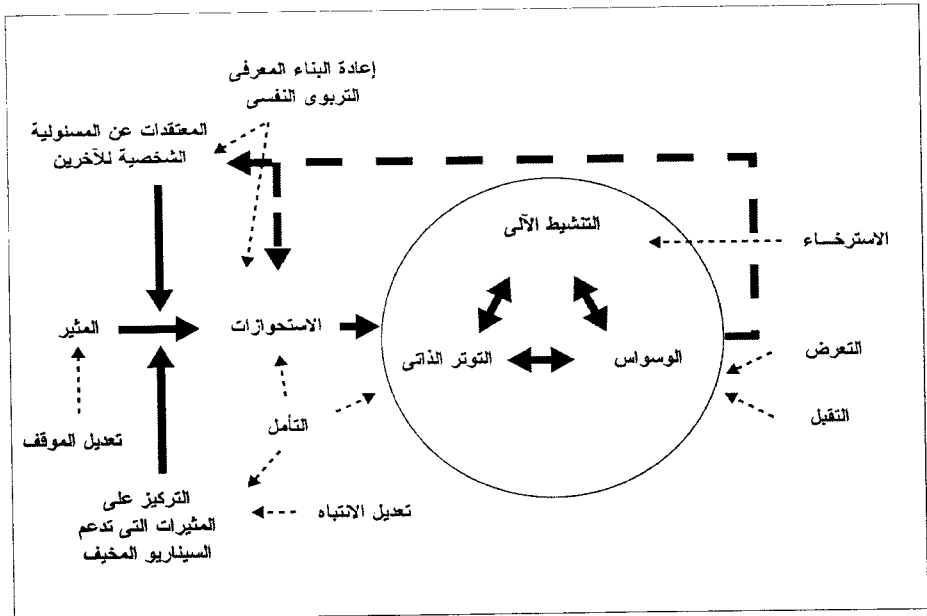 إعادة البناء المعرفى
التربوى النفسى
المعتقدات عن المسئولية
الشخصية للآخرين
التنشيط الآلى
الاسترخــاء
المثير
الاستحوازات
التوتر الذاتى
الوسواس
التعرض
التقبل
التأمل
تعديل الموقف
التركيز على
المثيرات التى تدعم
السيناريو المخيف
تعديل الانتباه